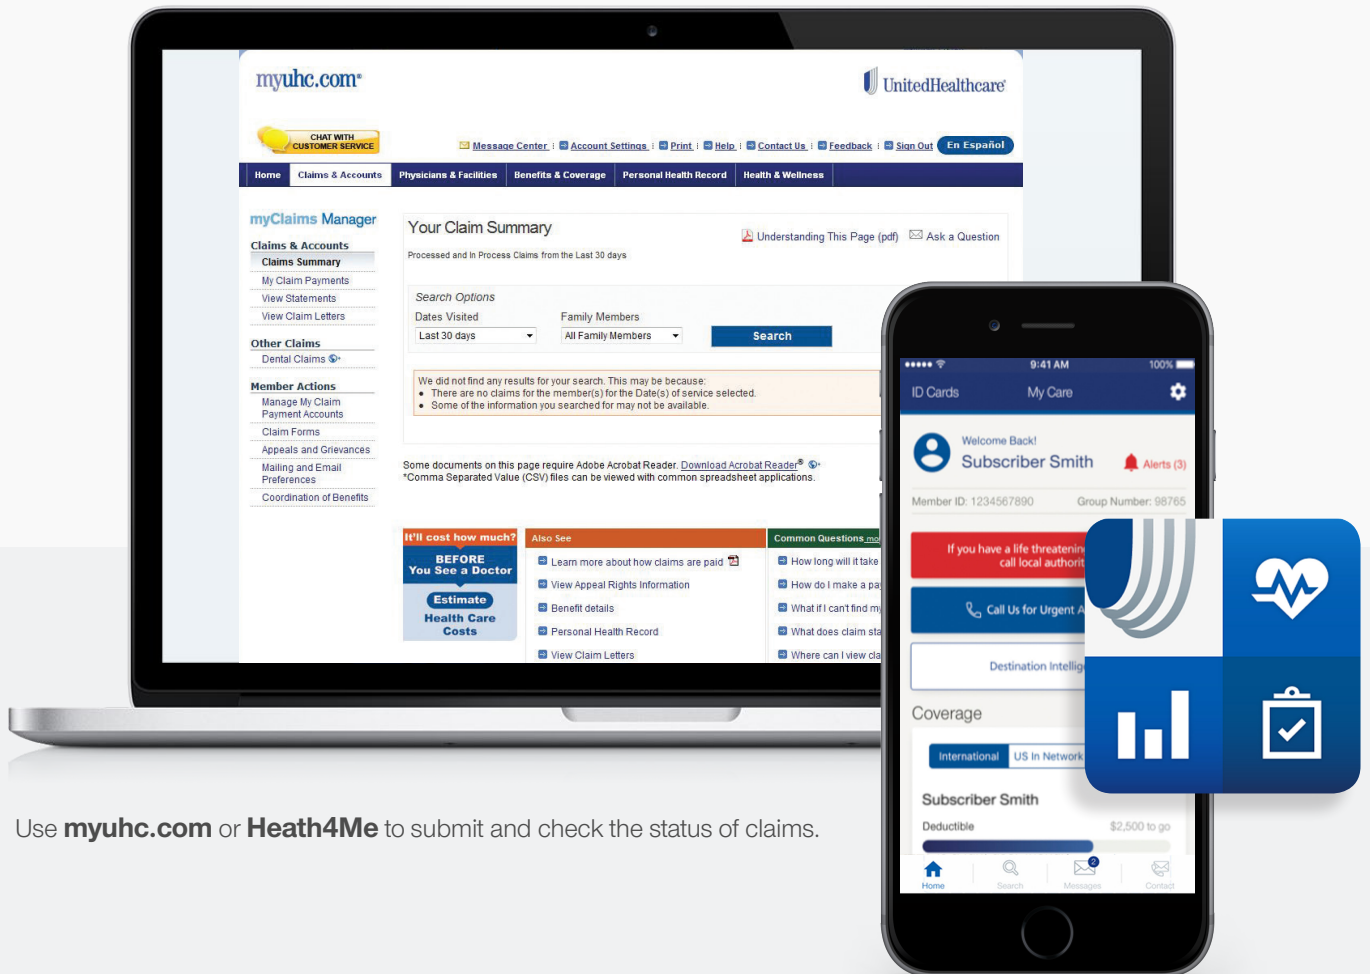 myuhc.com®
UnitedHealthcare®
CHAT WITH
CUSTOMER SERVICE
Message Center
Account Settings
Print
Help
Contact Us
Feedback
Sign Out
En Español
Home
Claims & Accounts
Physicians & Facilities
Benefits & Coverage
Personal Health Record
Health & Wellness
myClaims Manager
Claims & Accounts
Claims Summary
My Claim Payments
View Statements
View Claim Letters
Other Claims
Dental Claims
Member Actions
Manage My Claim
Payment Accounts
Claim Forms
Appeals and Grievances
Mailing and Email
Preferences
Coordination of Benefits
Your Claim Summary
Understanding This Page (pdf)
Ask a Question
Processed and In Process Claims from the Last 30 days
Search Options
Dates Visited
Family Members
Last 30 days
All Family Members
Search
We did not find any results for your search. This may be because:
• There are no claims for the member(s) for the Date(s) of service selected.
• Some of the information you searched for may not be available.
Some documents on this page require Adobe Acrobat Reader. Download Acrobat Reader®
*Comma Separated Value (CSV) files can be viewed with common spreadsheet applications.
It'll cost how much?
BEFORE
You See a Doctor
Estimate
Health Care
Costs
Also See
Learn more about how claims are paid
View Appeal Rights Information
Benefit details
Personal Health Record
View Claim Letters
Common Questions
How long will it take
How do I make a
What if I can't find
What does claim
Where can I view
9:41 AM
100%
ID Cards
My Care
Welcome Back!
Subscriber Smith
Alerts (3)
Member ID: 1234567890
Group Number: 98765
If you have a life
call local
Call Us for Urgent
Destination
Coverage
International
US In Network
Subscriber Smith
Deductible
$2,500 to go
Home
Search
Messages
2
Contact
Use myuhc.com or Heath4Me to submit and check the status of claims.